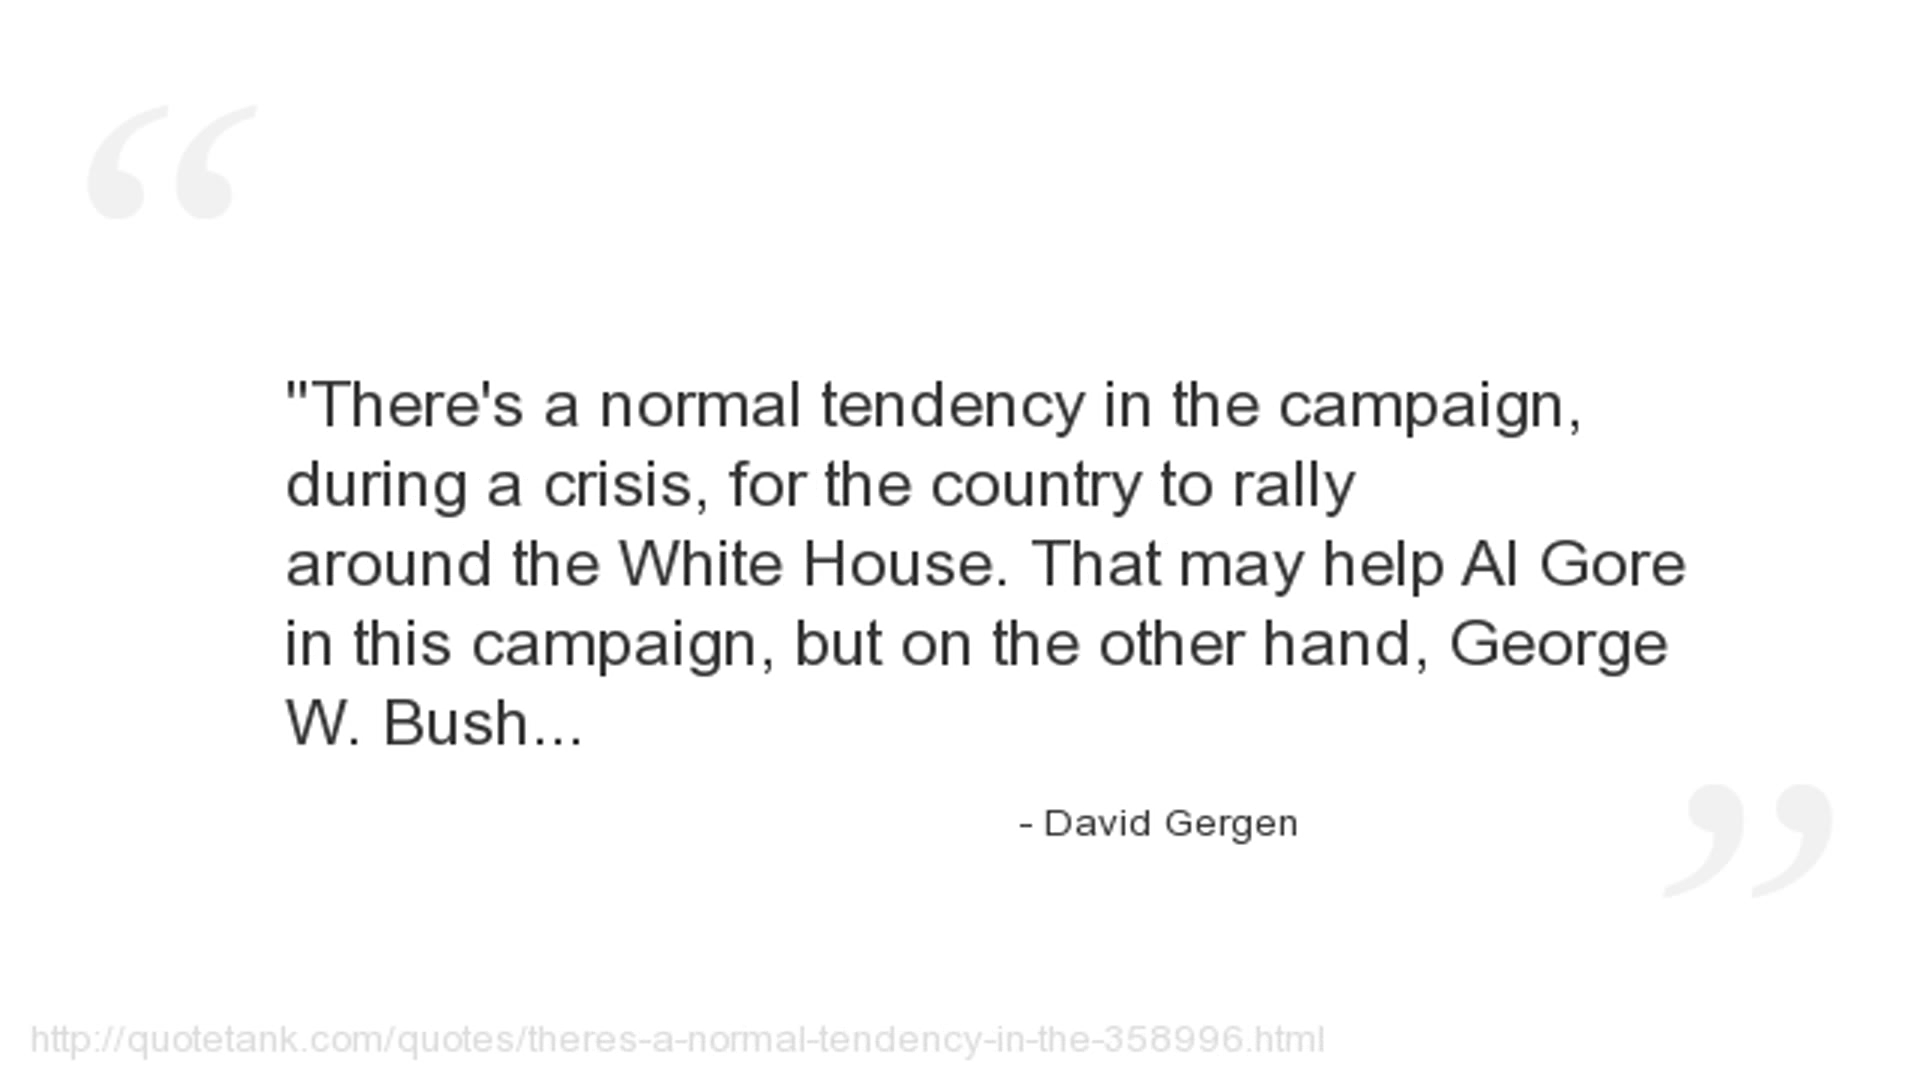 "There's a normal tendency in the campaign,
during a crisis, for the country to rally
around the White House. That may help Al Gore
in this campaign, but on the other hand, George
W. Bush...
- David Gergen
http://quotetank.com/quotes/theres-a-normal-tendency-in-the-358996.html